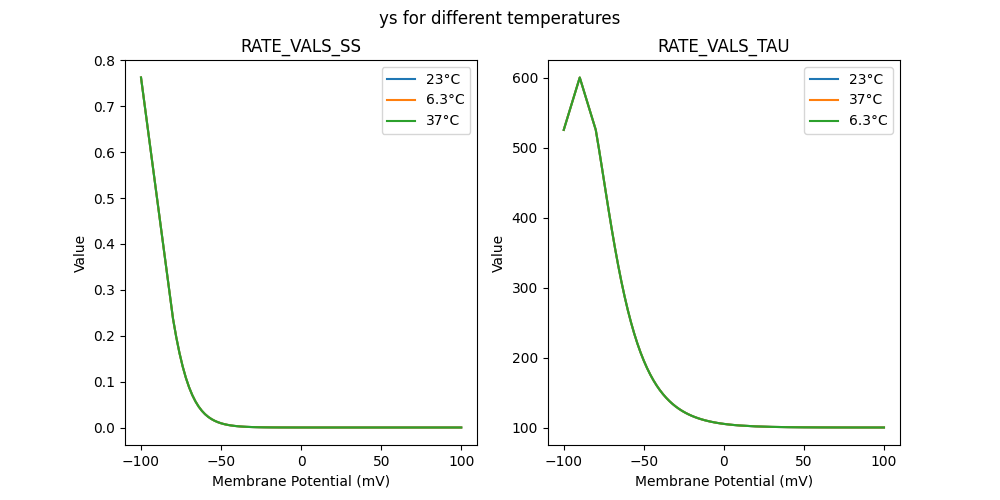 ys for different temperatures
RATE_VALS_SS
0.8
0.7
0.6
0.5
0.4
0.3
0.2
0.1
0.0
Value
23°C
6.3°C
37°C
−100
−50
0
50
100
Membrane Potential (mV)
RATE_VALS_TAU
600
500
400
300
200
100
Value
23°C
37°C
6.3°C
−100
−50
0
50
100
Membrane Potential (mV)